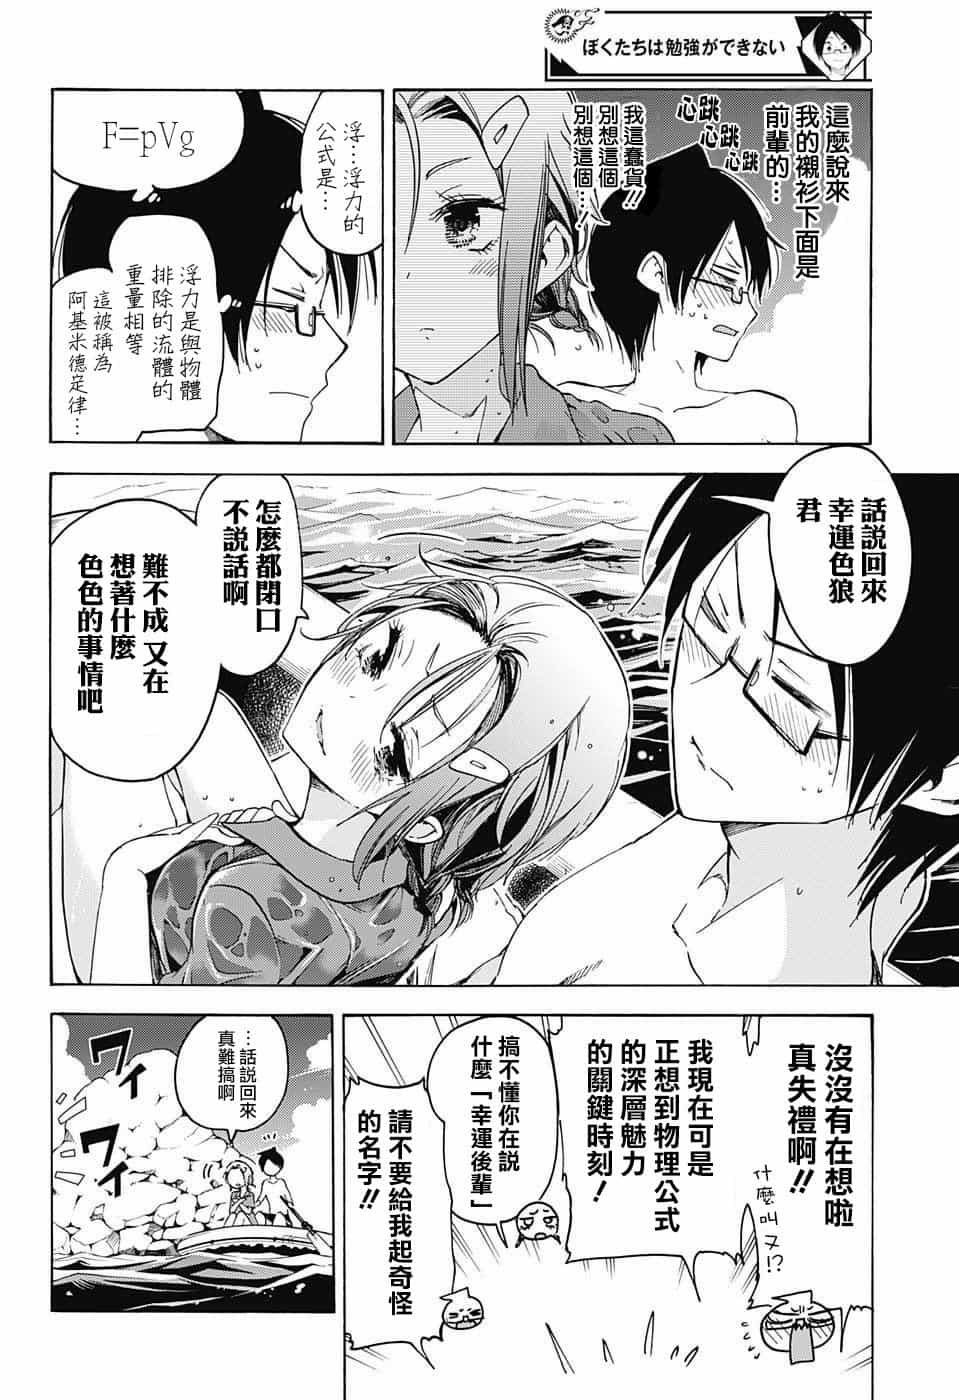 ぼくたちは勉強ができない
這麼說來
我的襯衫下面是
前輩的…
心跳
心跳
心跳
我這蠢貨!!
別想這個
別想這個…
浮…浮力的
公式是…
F=pVg
浮力是與物體
排除的流體的
重量相等
這被稱為
阿基米德定律…
話說回來
幸運色狼
君
怎麼都閉口
不說話啊
難不成又在
想著什麼
色色的事情吧
沒沒有在想啦
真失禮啊!!
什麼叫又!?
我現在可是
正想到物理公式
的深層魅力
的關鍵時刻!
搞不懂你在說
什麼「幸運後輩」
請不要給我起奇怪
的名字!!
…話說回來
真難搞啊
ワイ
ワイ